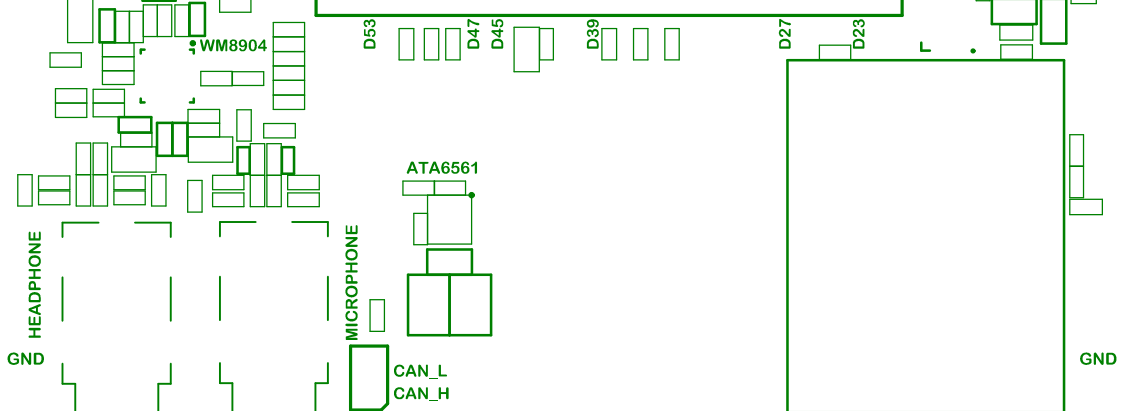 D53
D47
D45
D39
D27
D23
WM8904
ATA6561
HEADPHONE
MICROPHONE
GND
GND
CAN_L
CAN_H